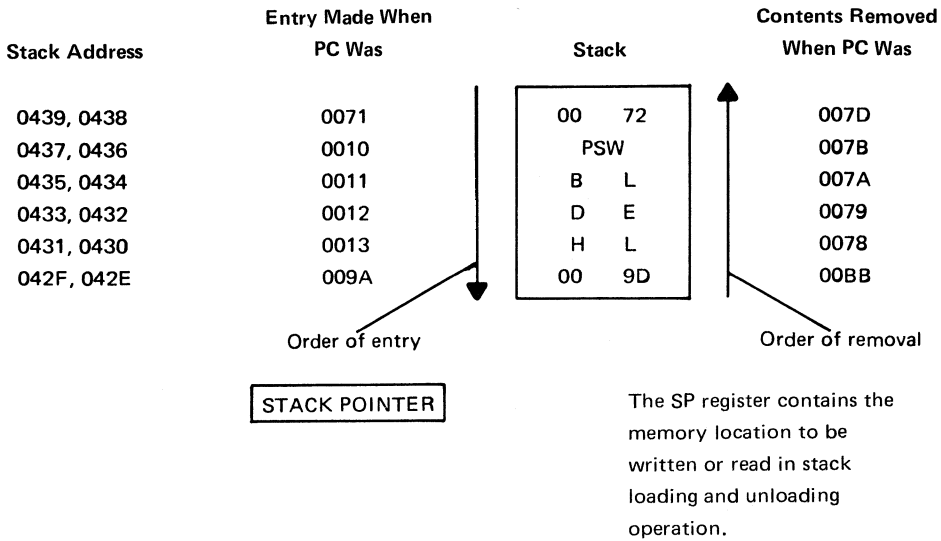 Entry Made When Contents Removed
Stack Address PC Was Stack When PC Was
0439, 0438 0071 00 72 007D
0437, 0436 0010 PSW 007B
0435, 0434 0011 B L 007A
0433, 0432 0012 D E 0079
0431, 0430 0013 H L 0078
042F, 042E 009A 00 9D 00BB
Order of entry Order of removal
STACK POINTER
The SP register contains the
memory location to be
written or read in stack
loading and unloading
operation.